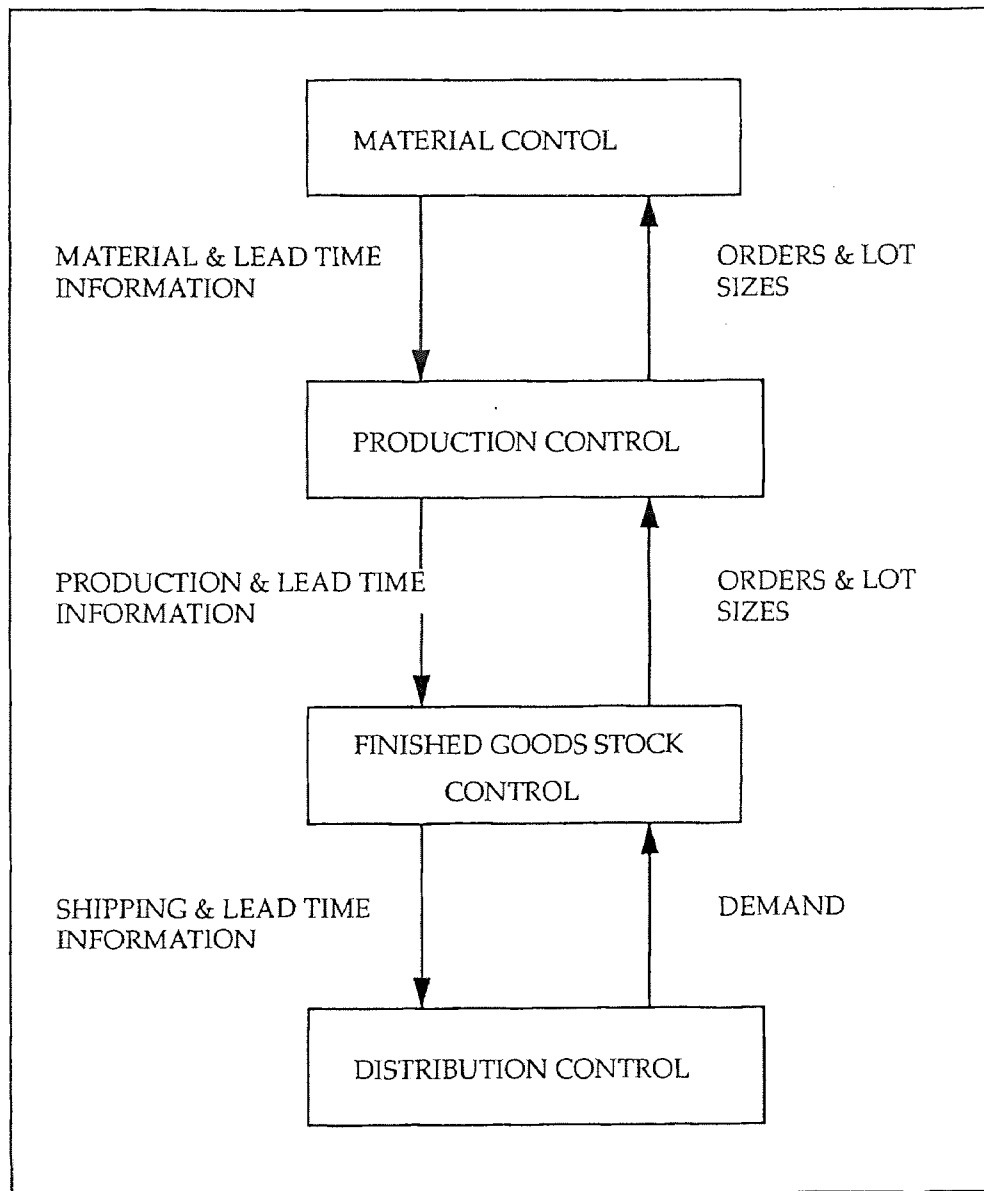 MATERIAL CONTOL
MATERIAL & LEAD TIME
INFORMATION
ORDERS & LOT
SIZES
PRODUCTION CONTROL
PRODUCTION & LEAD TIME
INFORMATION
ORDERS & LOT
SIZES
FINISHED GOODS STOCK
CONTROL
SHIPPING & LEAD TIME
INFORMATION
DEMAND
DISTRIBUTION CONTROL